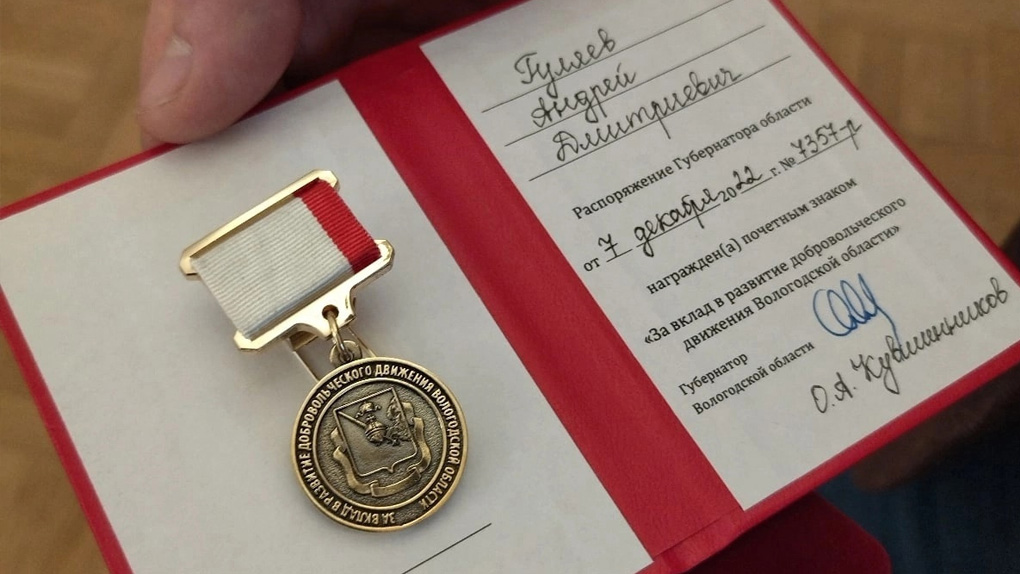 ЗА ВКЛАД В РАЗВИТИЕ ДОБРОВОЛЬЧЕСКОГО ДВИЖЕНИЯ ВОЛОГОДСКОЙ ОБЛАСТИ
Гуляев
Андрей
Дмитриевич
Распоряжение Губернатора области
от 7 декабря 2022 г. № 7357-р
награжден(а) почетным знаком
«За вклад в развитие добровольческого
движения Вологодской области»
Губернатор
Вологодской области
О.А. Кувшинников